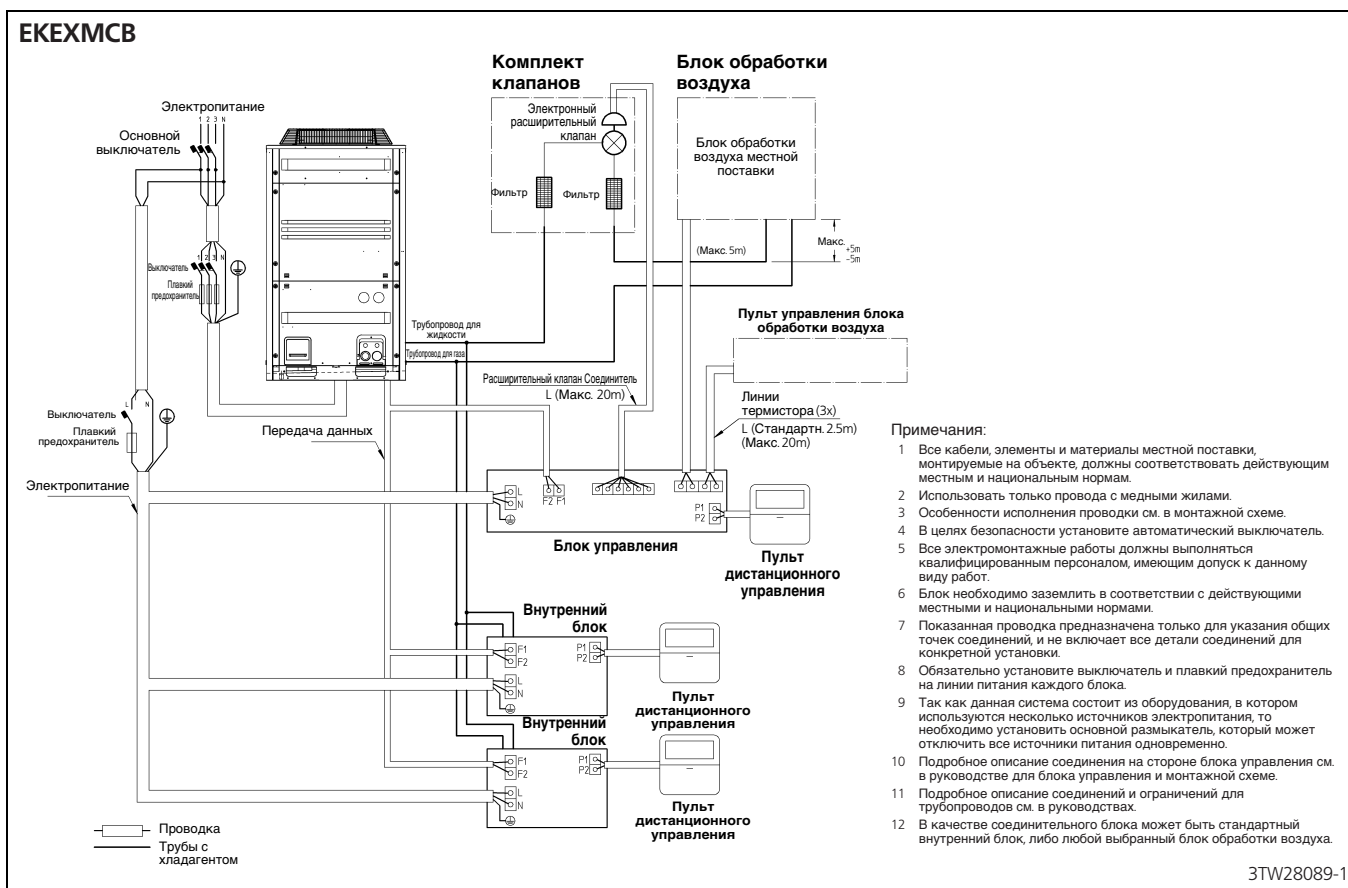 EKEXMCB
Комплект
клапанов
Блок обработки
воздуха
Электропитание
1 2 3 N
Основной
выключатель
Электронный
расширительный
клапан
Фильтр
Фильтр
Блок обработки
воздуха местной
поставки
(Макс. 5m)
Макс. +5m
-5m
1 2 3 N
Выключатель
Плавкий
предохранитель
Трубопровод для
жидкости
Трубопровод для газа
Пульт управления блока
обработки воздуха
Расширительный клапан Соединитель
L (Макс. 20m)
Линии
термистора (3x)
L (Стандартн. 2.5m)
(Макс. 20m)
L N
Выключатель
Плавкий
предохранитель
Передача данных
Электропитание
L
N
F2 F1
P1
P2
Блок управления
Пульт
дистанционного
управления
Внутренний
блок
F1
F2
L
N
P1
P2
Пульт
дистанционного
управления
Внутренний
блок
F1
F2
L
N
P1
P2
Пульт
дистанционного
управления
Проводка
Трубы с
хладагентом
Примечания:
1 Все кабели, элементы и материалы местной поставки,
монтируемые на объекте, должны соответствовать действующим
местным и национальным нормам.
2 Использовать только провода с медными жилами.
3 Особенности исполнения проводки см. в монтажной схеме.
4 В целях безопасности установите автоматический выключатель.
5 Все электромонтажные работы должны выполняться
квалифицированным персоналом, имеющим допуск к данному
виду работ.
6 Блок необходимо заземлить в соответствии с действующими
местными и национальными нормами.
7 Показанная проводка предназначена только для указания общих
точек соединений, и не включает все детали соединений для
конкретной установки.
8 Обязательно установите выключатель и плавкий предохранитель
на линии питания каждого блока.
9 Так как данная система состоит из оборудования, в котором
используются несколько источников электропитания, то
необходимо установить основной размыкатель, который может
отключить все источники питания одновременно.
10 Подробное описание соединения на стороне блока управления см.
в руководстве для блока управления и монтажной схеме.
11 Подробное описание соединений и ограничений для
трубопроводов см. в руководствах.
12 В качестве соединительного блока может быть стандартный
внутренний блок, либо любой выбранный блок обработки воздуха.
3TW28089-1